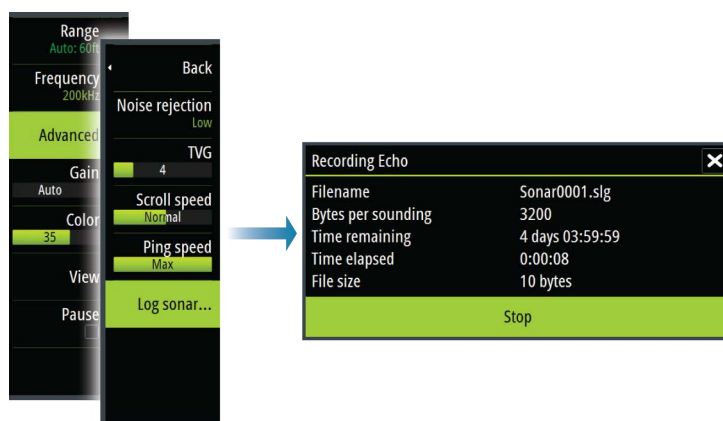 Range
Auto: 60ft
Frequency
200kHz
Advanced
Gain
Auto
Color
35
View
Pause
Back
Noise rejection
Low
TVG
4
Scroll speed
Normal
Ping speed
Max
Log sonar...
Recording Echo
Filename Sonar0001.slg
Bytes per sounding 3200
Time remaining 4 days 03:59:59
Time elapsed 0:00:08
File size 10 bytes
Stop